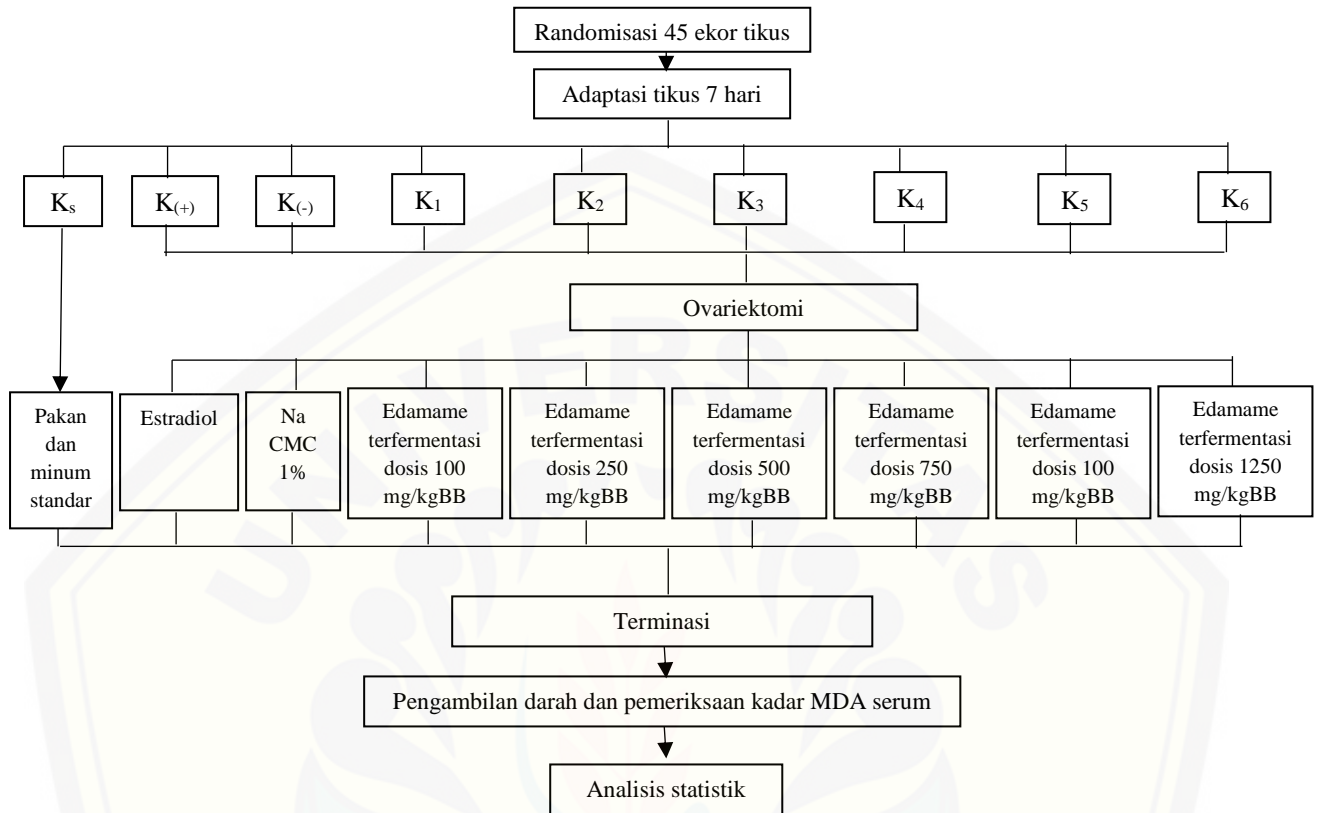 Randomisasi 45 ekor tikus
Adaptasi tikus 7 hari
Ks
K(+)
K(-)
K1
K2
K3
K4
K5
K6
Ovariektomi
Pakan
dan
minum
standar
Estradiol
Na
CMC
1%
Edamame
terfermentasi
dosis 100
mg/kgBB
Edamame
terfermentasi
dosis 250
mg/kgBB
Edamame
terfermentasi
dosis 500
mg/kgBB
Edamame
terfermentasi
dosis 750
mg/kgBB
Edamame
terfermentasi
dosis 100
mg/kgBB
Edamame
terfermentasi
dosis 1250
mg/kgBB
Terminasi
Pengambilan darah dan pemeriksaan kadar MDA serum
Analisis statistik
UNIVERSITAS